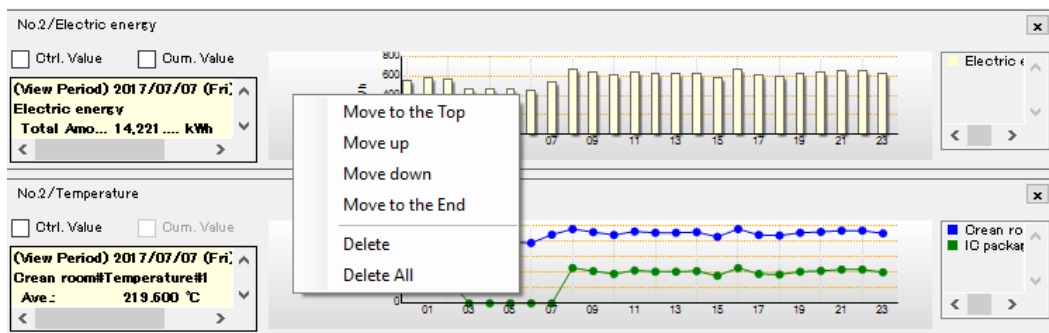 No.2/Electric energy
Ctrl. Value
Cum. Value
(View Period) 2017/07/07 (Fri)
Electric energy
Total Amo... 14,221 .... kWh
800
600
400
07 09 11 13 15 17 19 21 23
Electric
Move to the Top
Move up
Move down
Move to the End
Delete
Delete All
No.2/Temperature
Ctrl. Value
Cum. Value
(View Period) 2017/07/07 (Fri)
Crean room#Temperature#1
Ave.: 219.600 ℃
0
01 03 05 07 09 11 13 15 17 19 21 23
Crean ro
IC packag